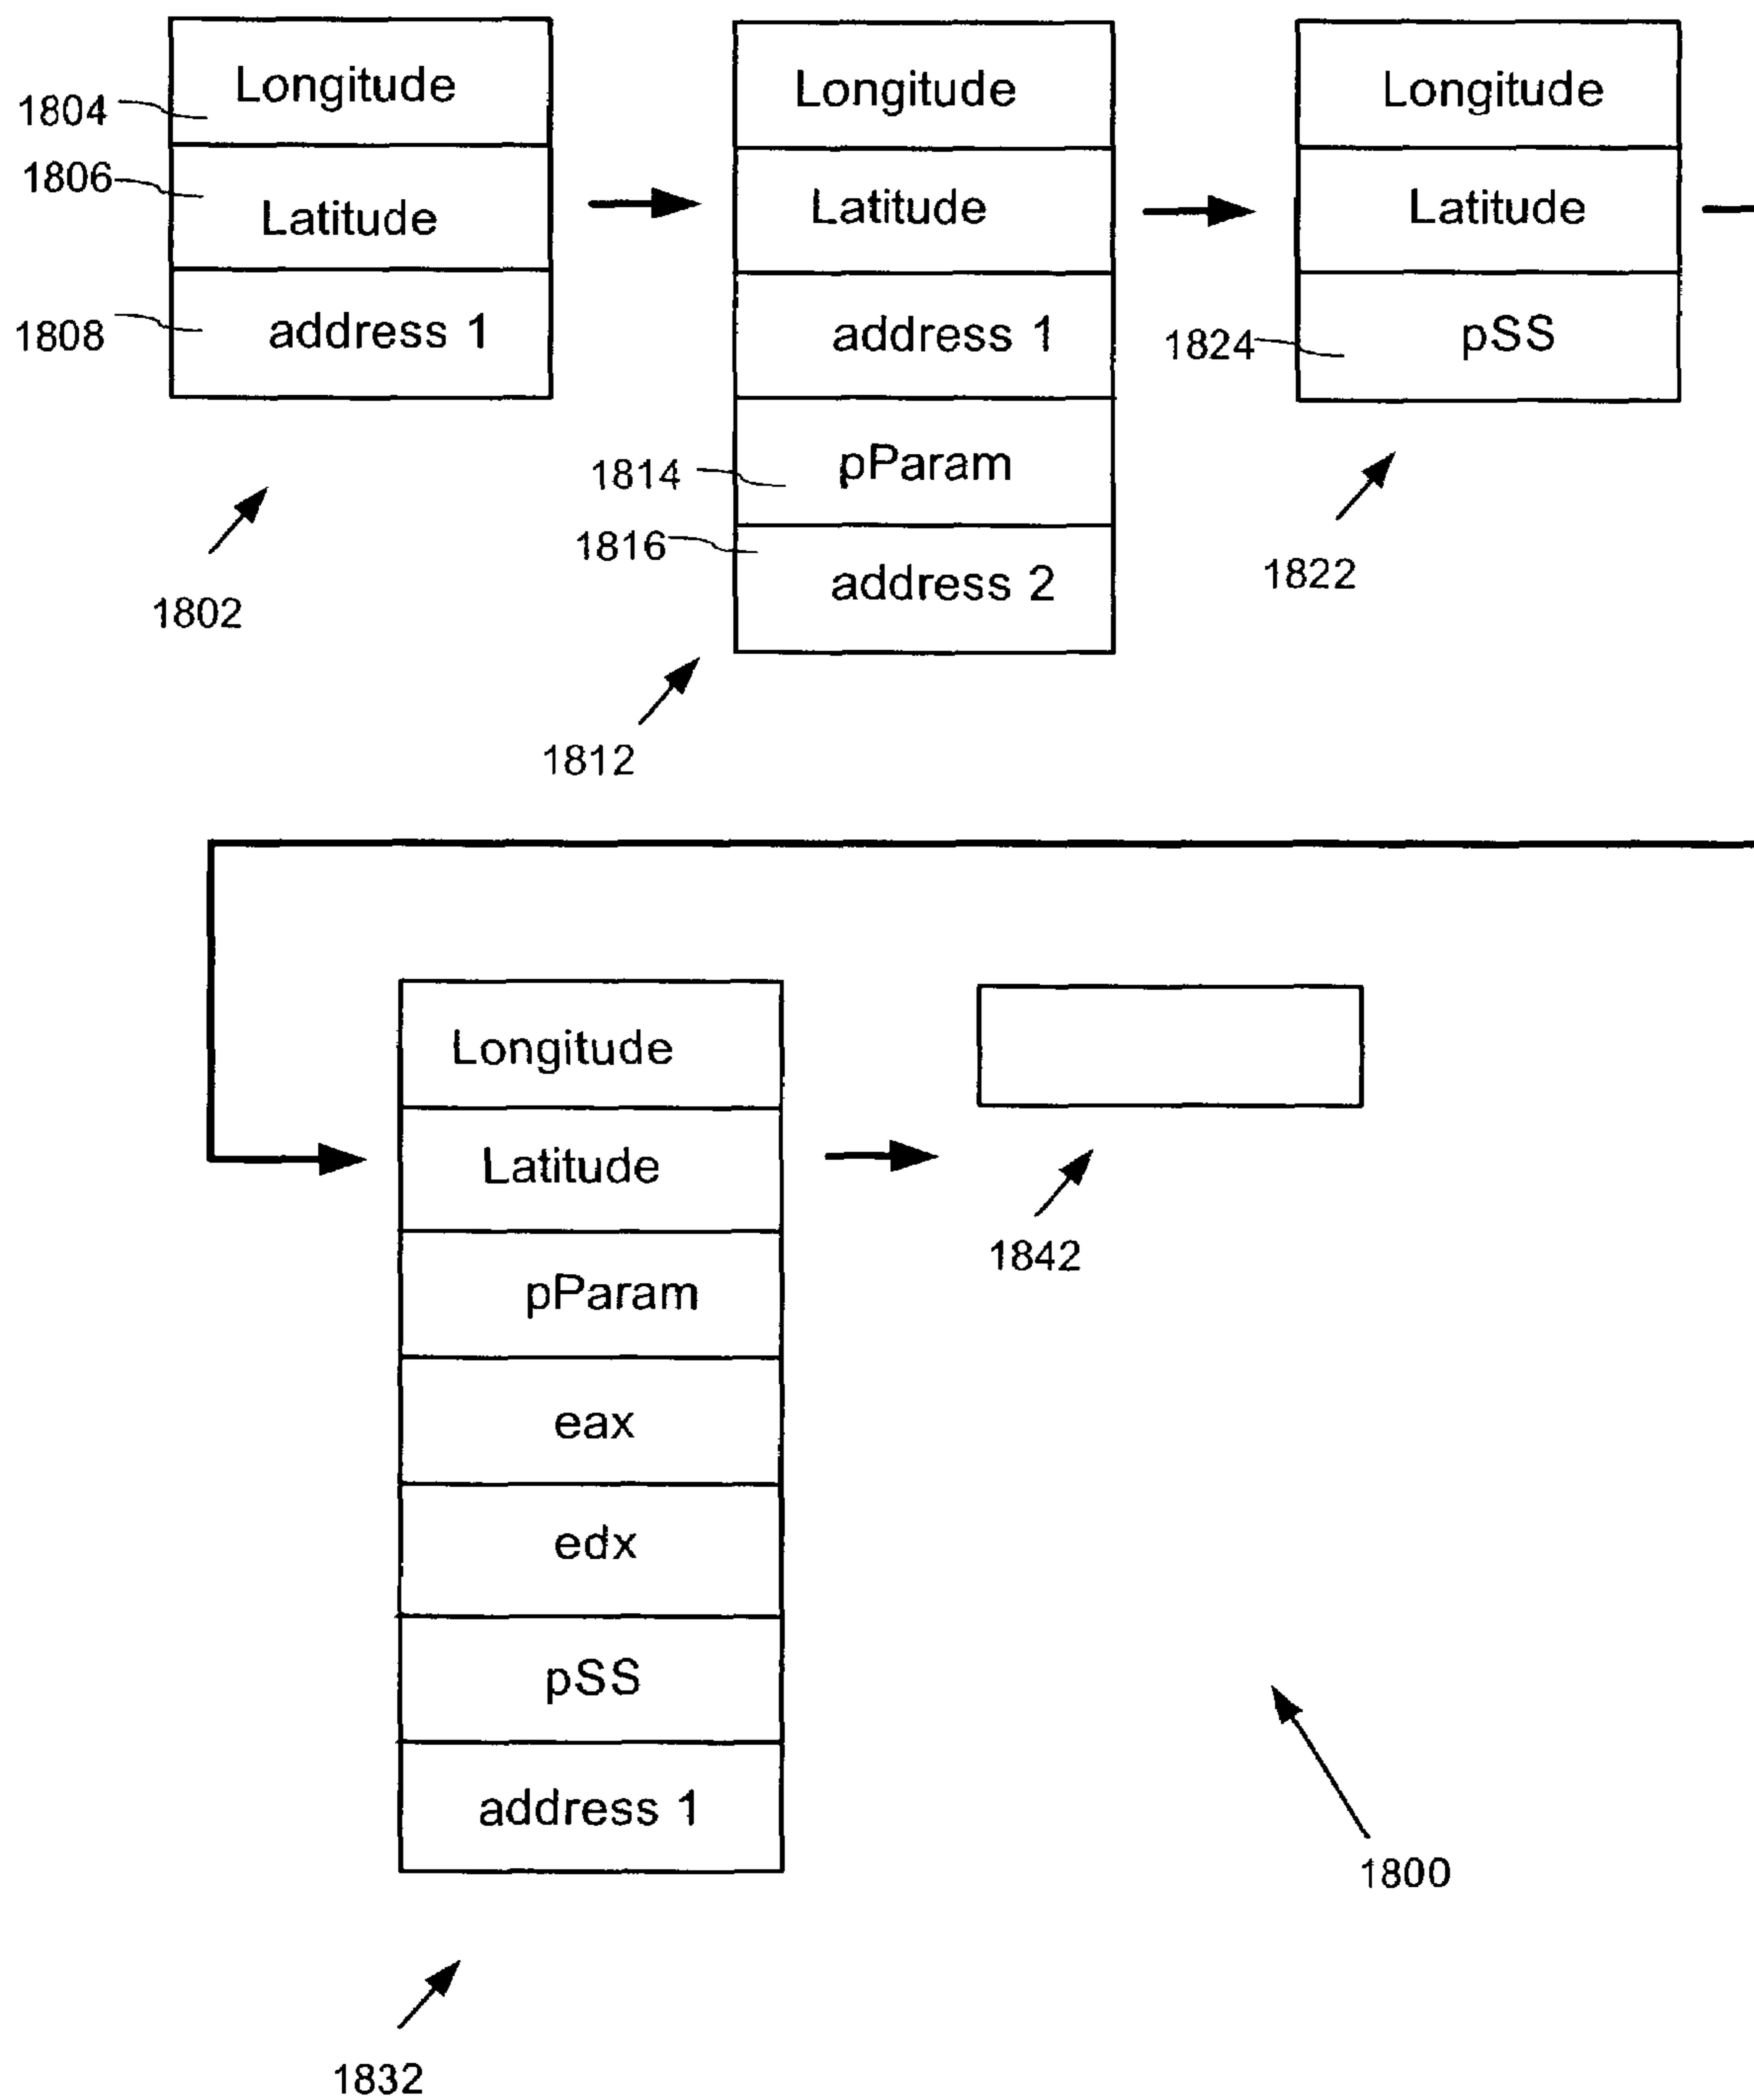 1804
Longitude
1806
Latitude
1808
address 1
1802
Longitude
Latitude
address 1
1814
pParam
1816
address 2
1812
Longitude
Latitude
1824
pSS
1822
Longitude
Latitude
pParam
eax
edx
pSS
address 1
1832
1842
1800